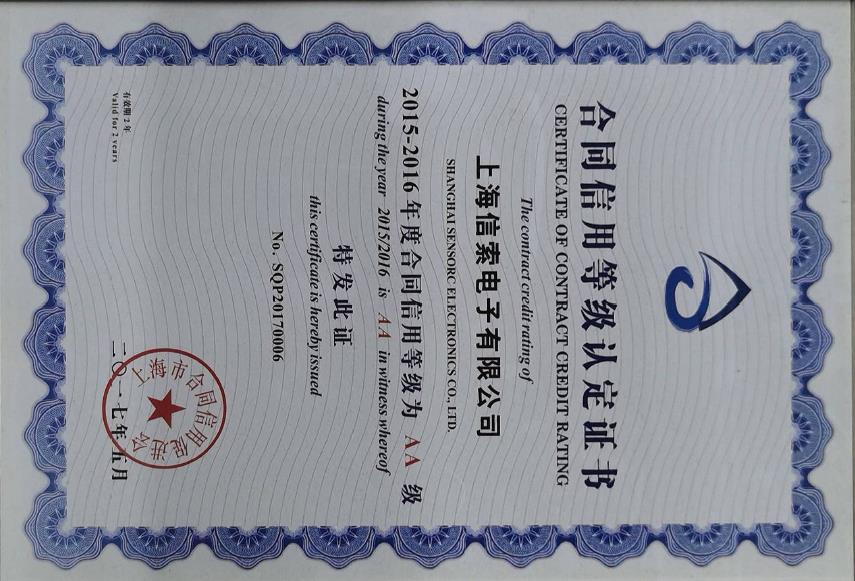 合同信用等级认定证书
CERTIFICATE OF CONTRACT CREDIT RATING
The contract credit rating of
上海信索电子有限公司
SHANGHAI SENSORC ELECTRONICS CO., LTD.
2015-2016年度合同信用等级为 AA 级
during the year 2015/2016 is AA in witness whereof
特发此证
this certificate is hereby issued
No. SQP20170006
上海市合同信用促进会
二〇一七年五月
有效期2年
Valid for 2 years